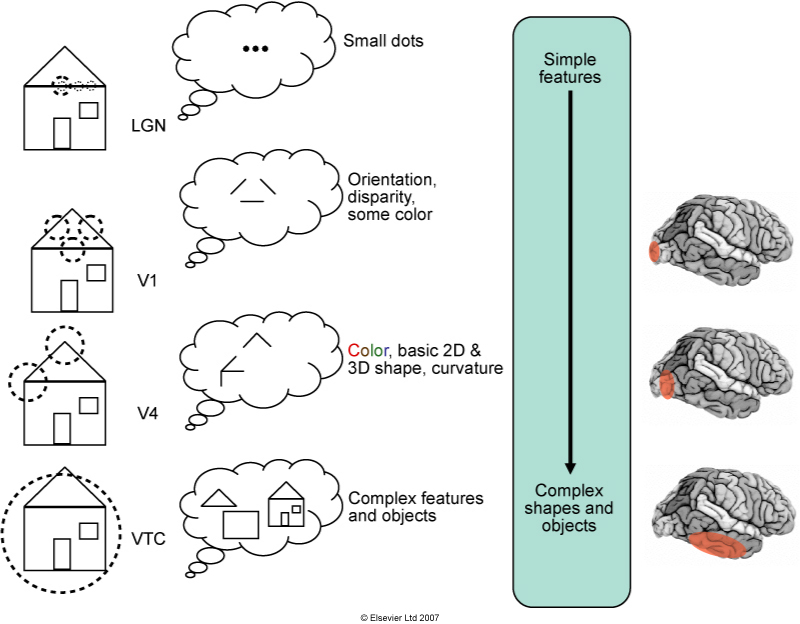 Small dots
LGN
Orientation,
disparity,
some color
V1
Color, basic 2D &
3D shape, curvature
V4
Complex features
and objects
VTC
Simple
features
Complex
shapes and
objects
© Elsevier Ltd 2007